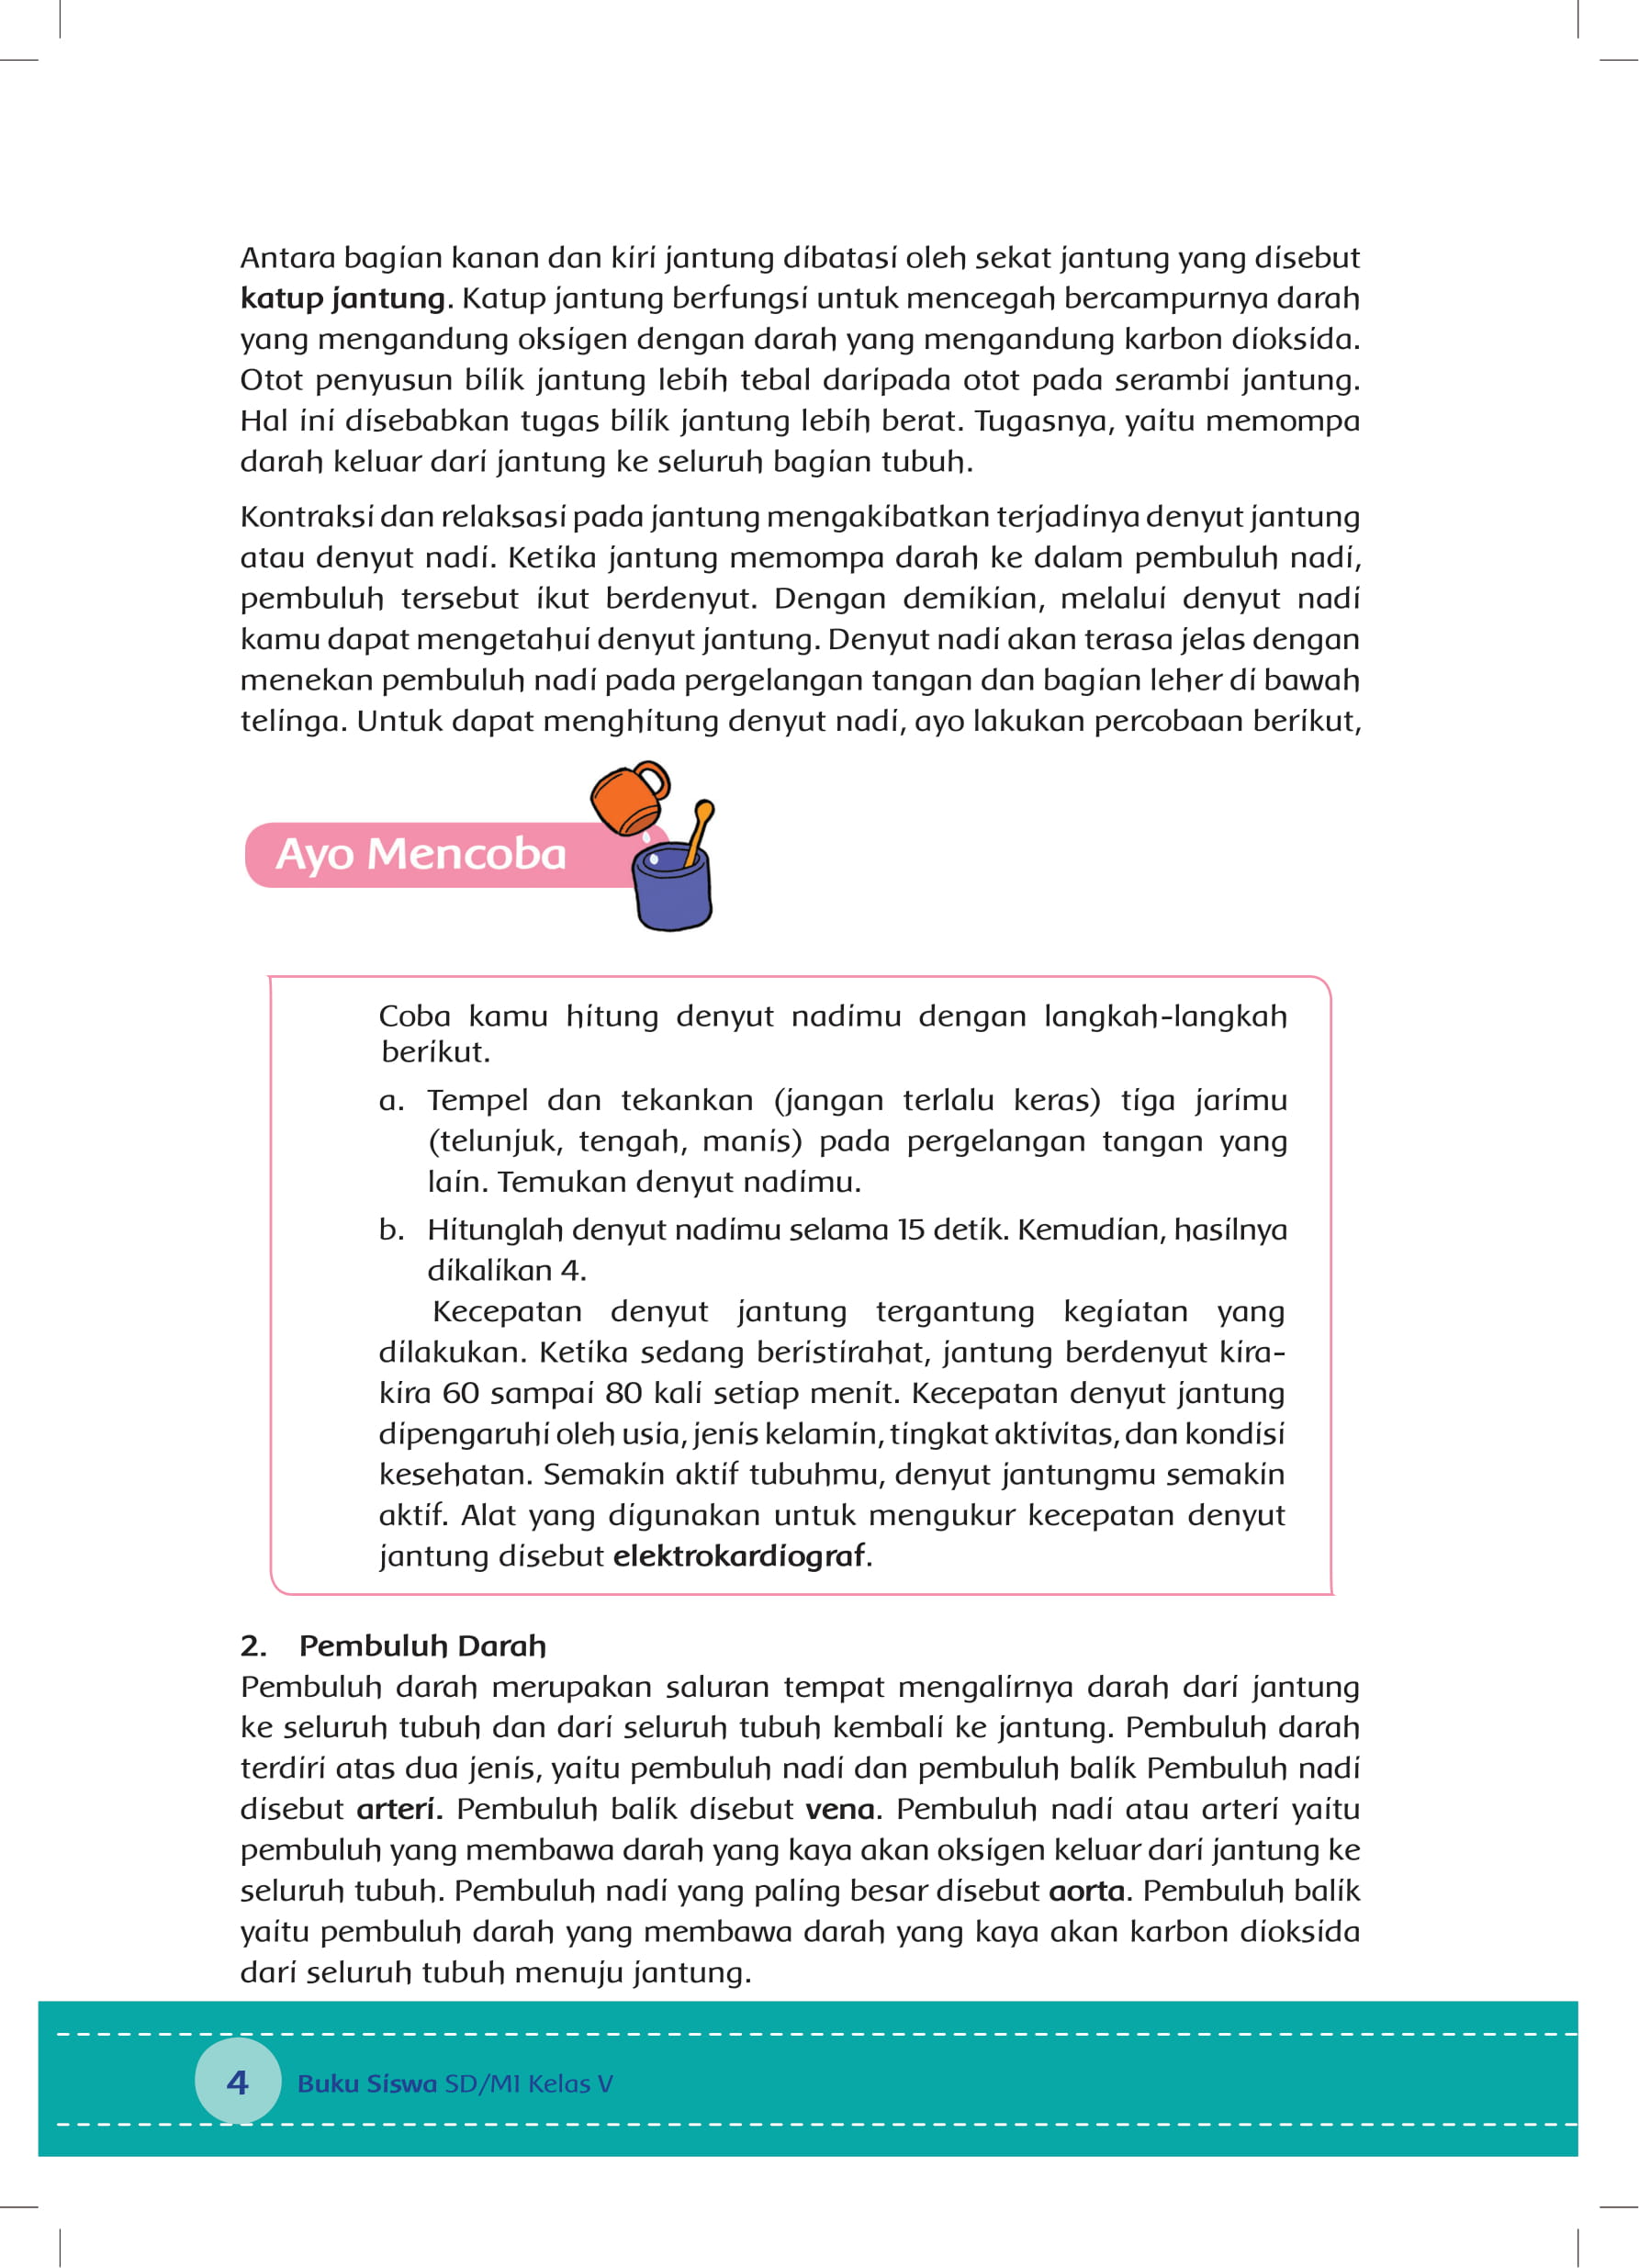 Antara bagian kanan dan kiri jantung dibatasi oleh sekat jantung yang disebut
katup jantung. Katup jantung berfungsi untuk mencegah bercampurnya darah
yang mengandung oksigen dengan darah yang mengandung karbon dioksida.
Otot penyusun bilik jantung lebih tebal daripada otot pada serambi jantung.
Hal ini disebabkan tugas bilik jantung lebih berat. Tugasnya, yaitu memompa
darah keluar dari jantung ke seluruh bagian tubuh.
Kontraksi dan relaksasi pada jantung mengakibatkan terjadinya denyut jantung
atau denyut nadi. Ketika jantung memompa darah ke dalam pembuluh nadi,
pembuluh tersebut ikut berdenyut. Dengan demikian, melalui denyut nadi
kamu dapat mengetahui denyut jantung. Denyut nadi akan terasa jelas dengan
menekan pembuluh nadi pada pergelangan tangan dan bagian leher di bawah
telinga. Untuk dapat menghitung denyut nadi, ayo lakukan percobaan berikut,
Ayo Mencoba
Coba kamu hitung denyut nadimu dengan langkah-langkah
berikut.
a. Tempel dan tekankan (jangan terlalu keras) tiga jarimu
(telunjuk, tengah, manis) pada pergelangan tangan yang
lain. Temukan denyut nadimu.
b. Hitunglah denyut nadimu selama 15 detik. Kemudian, hasilnya
dikalikan 4.
Kecepatan denyut jantung tergantung kegiatan yang
dilakukan. Ketika sedang beristirahat, jantung berdenyut kira-
kira 60 sampai 80 kali setiap menit. Kecepatan denyut jantung
dipengaruhi oleh usia, jenis kelamin, tingkat aktivitas, dan kondisi
kesehatan. Semakin aktif tubuhmu, denyut jantungmu semakin
aktif. Alat yang digunakan untuk mengukur kecepatan denyut
jantung disebut elektrokardiograf.
2. Pembuluh Darah
Pembuluh darah merupakan saluran tempat mengalirnya darah dari jantung
ke seluruh tubuh dan dari seluruh tubuh kembali ke jantung. Pembuluh darah
terdiri atas dua jenis, yaitu pembuluh nadi dan pembuluh balik Pembuluh nadi
disebut arteri. Pembuluh balik disebut vena. Pembuluh nadi atau arteri yaitu
pembuluh yang membawa darah yang kaya akan oksigen keluar dari jantung ke
seluruh tubuh. Pembuluh nadi yang paling besar disebut aorta. Pembuluh balik
yaitu pembuluh darah yang membawa darah yang kaya akan karbon dioksida
dari seluruh tubuh menuju jantung.
4 Buku Siswa SD/MI Kelas V